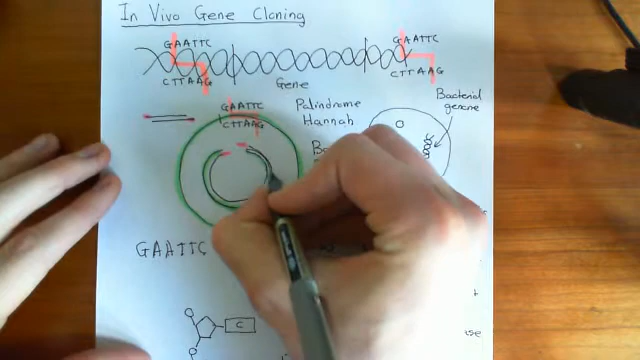 In Vivo Gene Cloning
GAATTC
GAATTC
CTTAAG
CTTAAG
Gene
GAATTC
CTTAAG
Palindrome
Hannah
Bacterial
genome
GAATTC
C